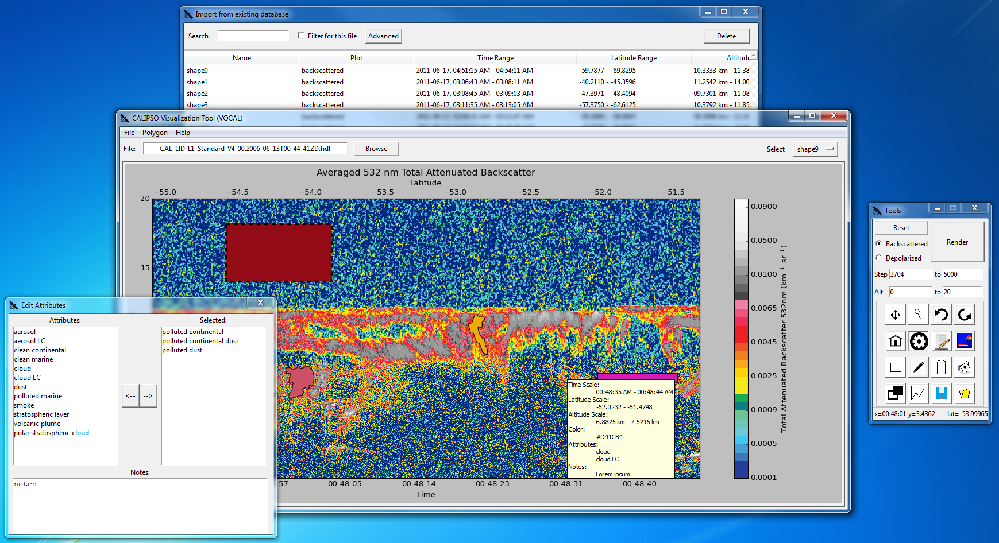 Import from existing database
Search Filter for this file Advanced Delete
Name Plot Time Range Latitude Range Altitude
shape0 backscattered 2011-06-17, 04:51:15 AM - 04:54:11 AM -59.7877 - -69.8295 10.3333 km - 11.38
shape1 backscattered 2011-06-17, 03:06:43 AM - 03:08:11 AM -40.2110 - -45.3596 11.2542 km - 14.00
shape2 backscattered 2011-06-17, 03:08:45 AM - 03:09:03 AM -47.3971 - -48.4094 09.7301 km - 11.08
shape3 backscattered 2011-06-17, 03:11:35 AM - 03:13:05 AM -57.3750 - -62.6125 10.3792 km - 11.85
CALIPSO Visualization Tool (VOCAL)
File Polygon Help
File: CAL_LID_L1-Standard-V4-00.2006-06-13T00-44-41ZD.hdf Browse Select shape9
Averaged 532 nm Total Attenuated Backscatter
Latitude
−55.0 −54.5 −54.0 −53.5 −53.0 −52.5 −52.0 −51.5
20
15
:57 00:48:05 00:48:14 00:48:23 00:48:31 00:48:40
Time
0.0900
0.0500
0.0100
0.0065
0.0045
0.0025
0.0009
0.0005
0.0001
Total Attenuated Backscatter 532nm (km⁻¹ sr⁻¹)
Time Scale:
00:48:35 AM - 00:48:44 AM
Latitude Scale:
-52.0232 - -51.4748
Altitude Scale:
6.8825 km - 7.5215 km
Color:
#D41CB4
Attributes:
cloud
cloud LC
Notes:
Lorem ipsum
Edit Attributes
Attributes: Selected:
aerosol
aerosol LC
clean continental
clean marine
cloud
cloud LC
dust
polluted marine
smoke
stratospheric layer
volcanic plume
polar stratospheric cloud
<-- -->
polluted continental
polluted continental dust
polluted dust
Notes:
notes
Tools
Reset
Render
Backscattered
Depolarized
Step 3704 to 5000
Alt 0 to 20
x=00:48:01 y=3.4362 lat=-53.99965